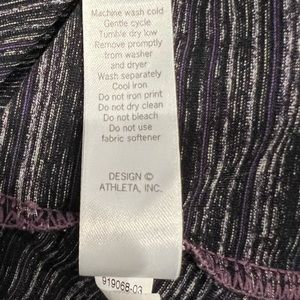 Machine wash cold
Gentle cycle
Tumble dry low
Remove promptly
from washer
and dryer
Wash separately
Cool iron
Do not iron print
Do not dry clean
Do not bleach
Do not use
fabric softener
DESIGN ©
ATHLETA, INC.
919068-03